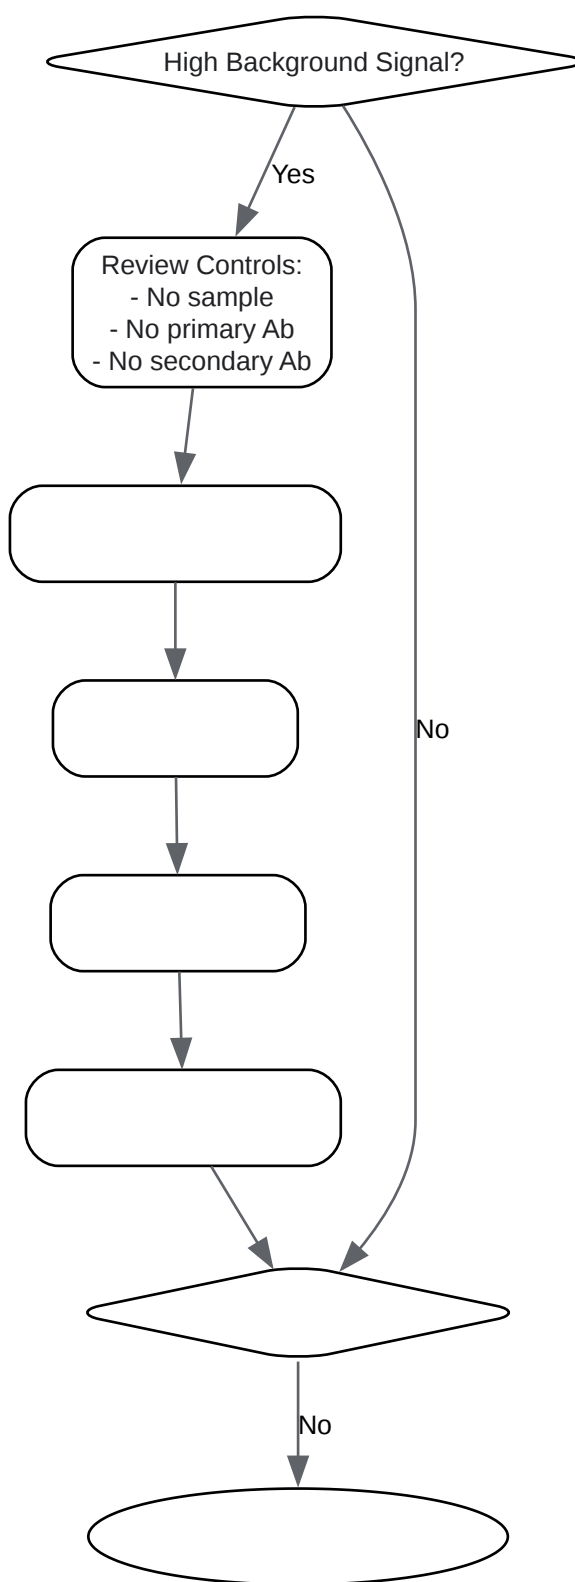 High Background Signal?
Yes
Review Controls:
- No sample
- No primary Ab
- No secondary Ab
No
No